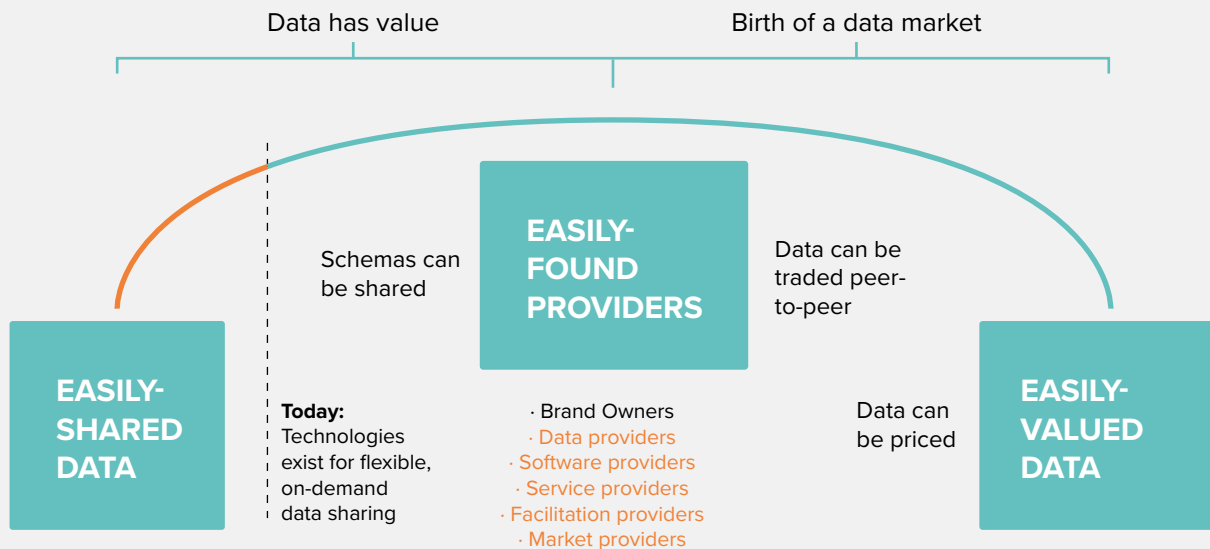 Data has value
Birth of a data market
Schemas can
be shared
EASILY-
FOUND
PROVIDERS
Data can be
traded peer-
to-peer
EASILY-
SHARED
DATA
Today:
Technologies
exist for flexible,
on-demand
data sharing
· Brand Owners
· Data providers
· Software providers
· Service providers
· Facilitation providers
· Market providers
Data can
be priced
EASILY-
VALUED
DATA